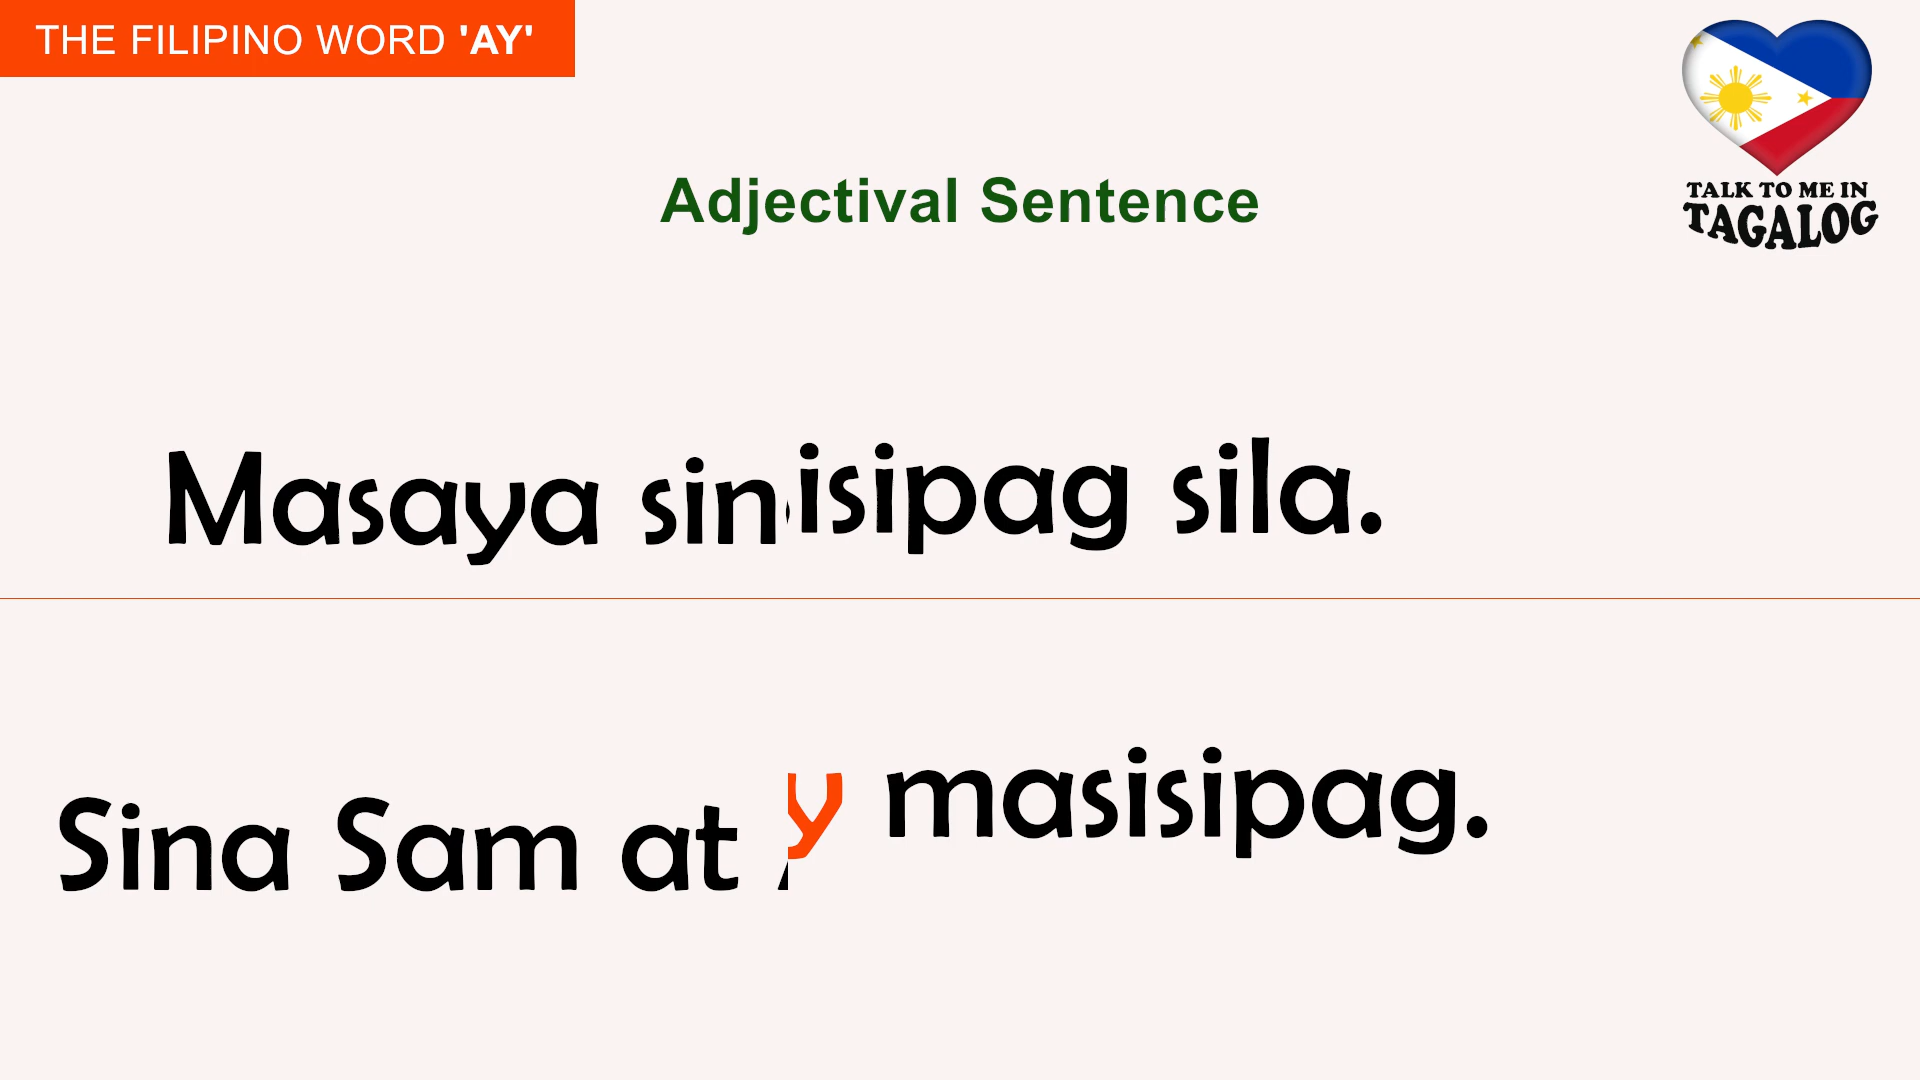 THE FILIPINO WORD 'AY'
TALK TO ME IN
TAGALOG
Adjectival Sentence
Masaya sin isipag sila.
Sina Sam at y masisipag.